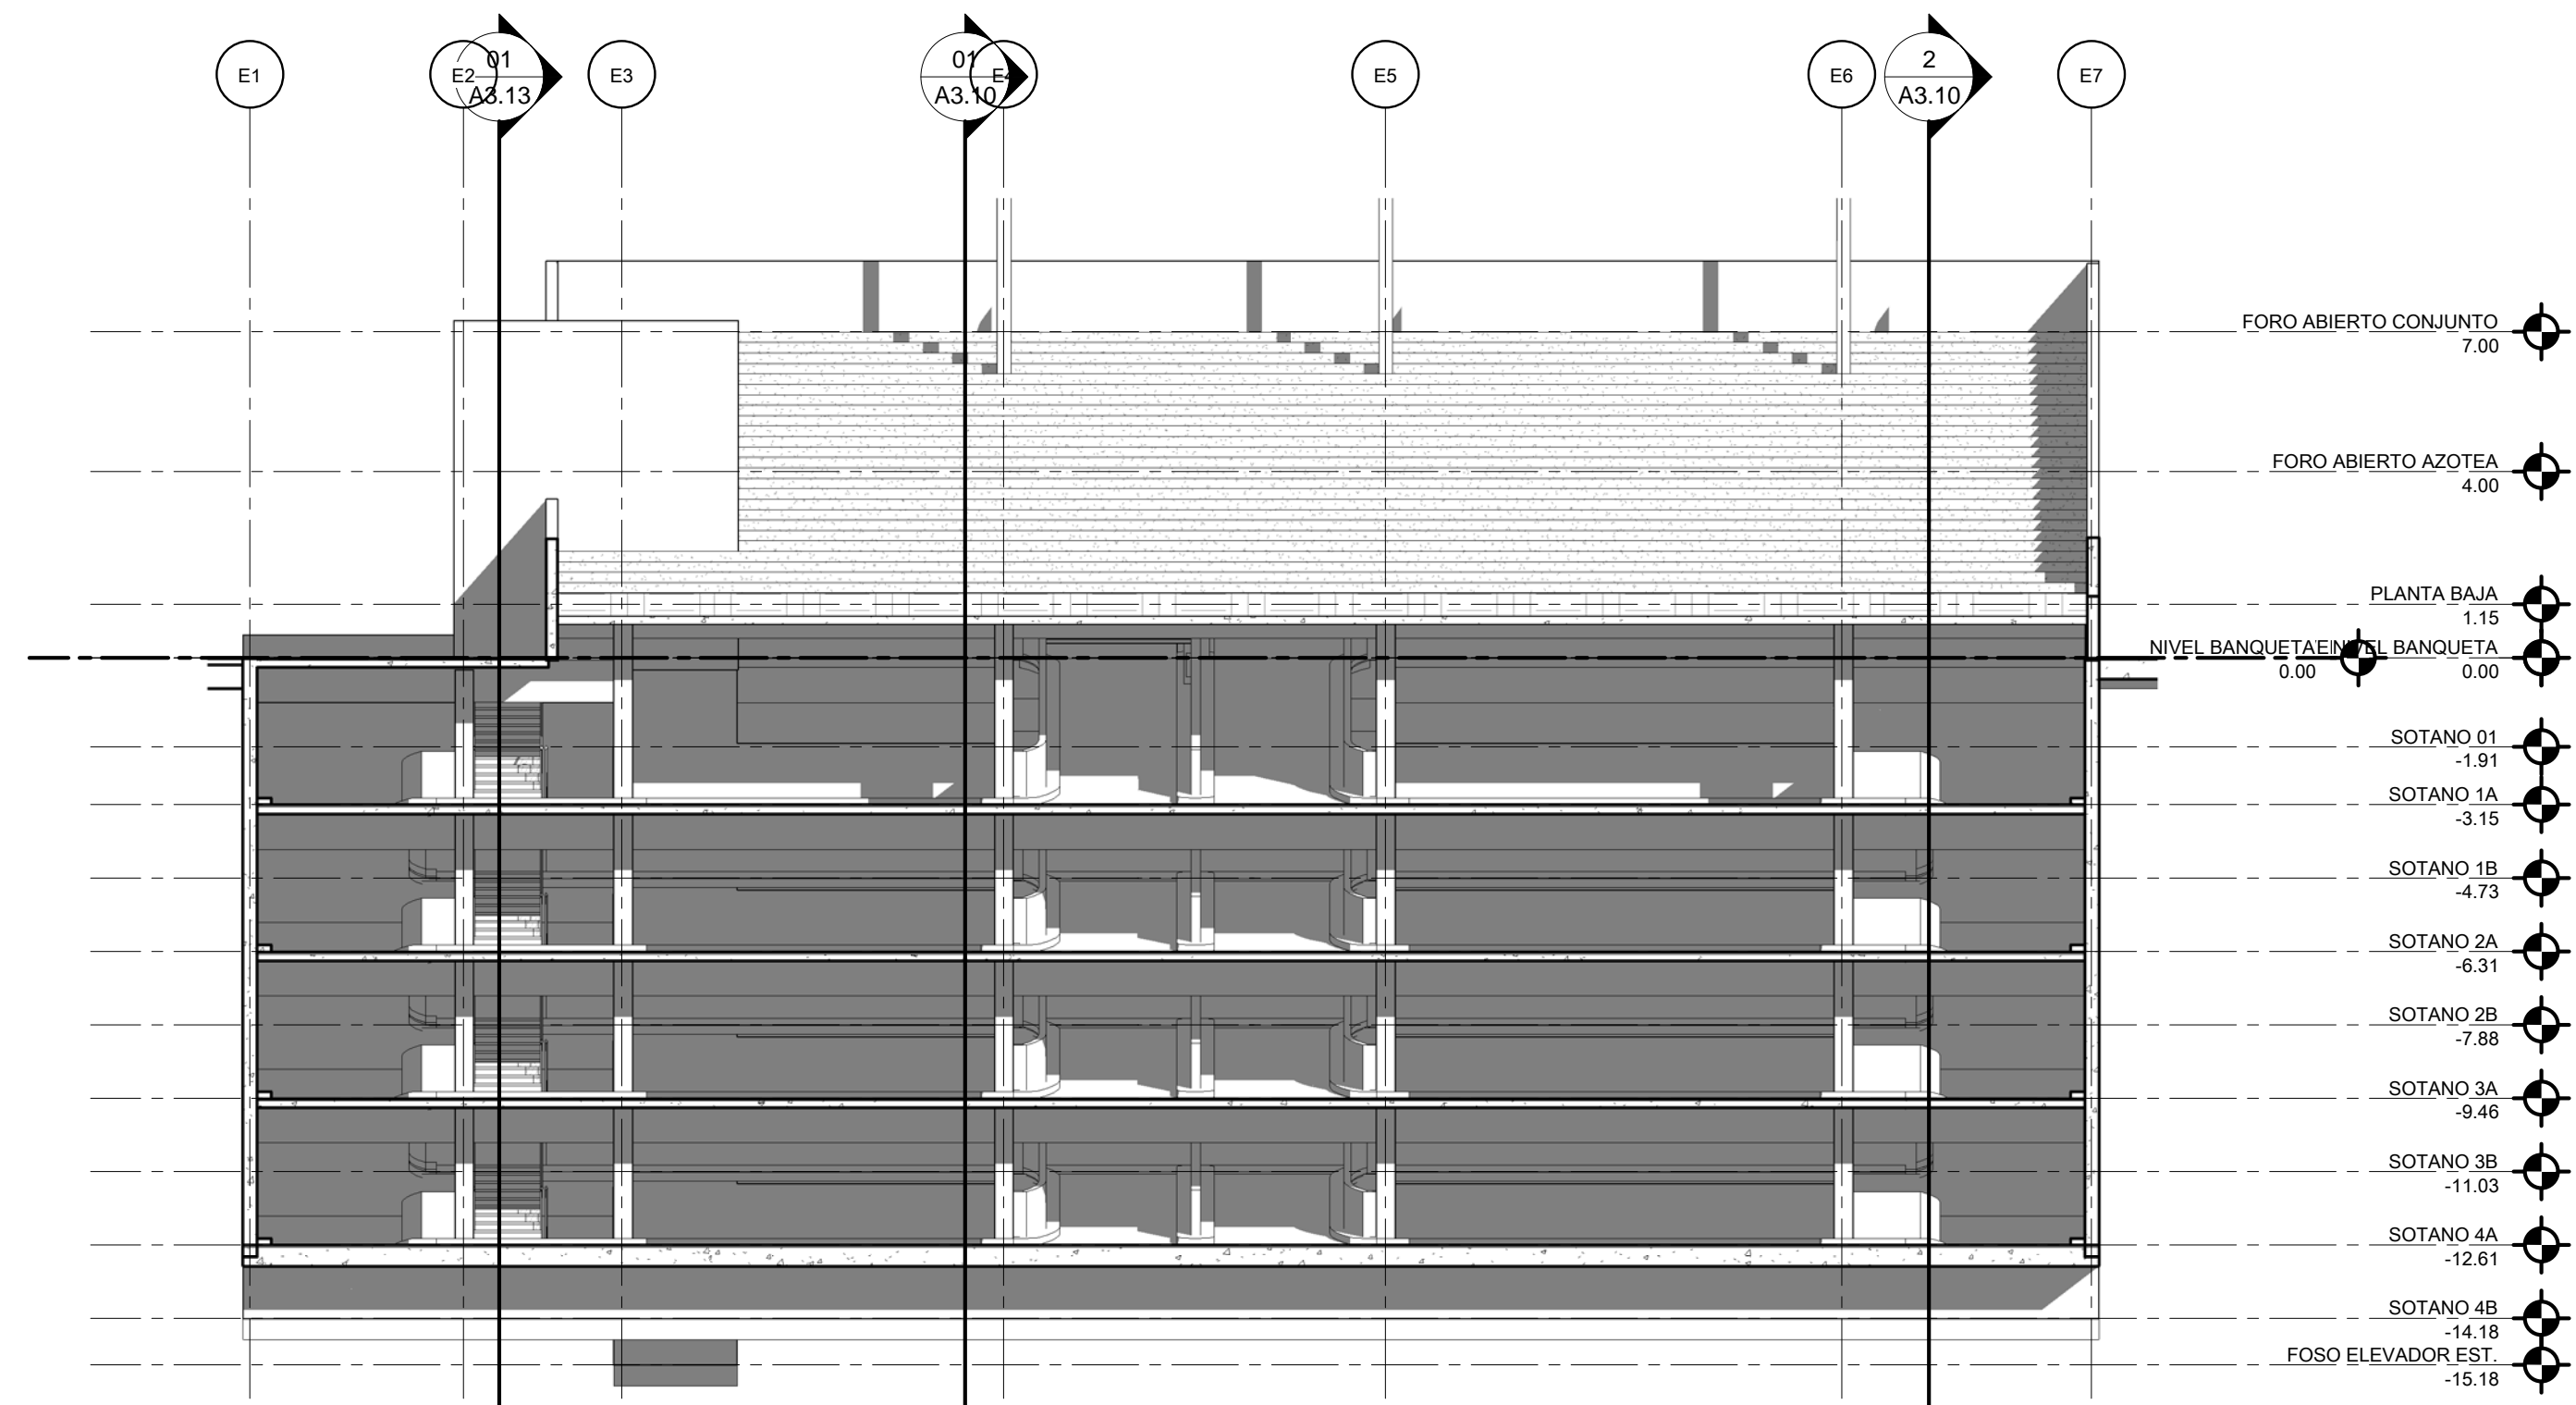 E1
E2
01
A3.13
E3
01
A3.10
E4
E5
E6
2
A3.10
E7
FORO ABIERTO CONJUNTO
7.00
FORO ABIERTO AZOTEA
4.00
PLANTA BAJA
1.15
NIVEL BANQUETA
0.00
NIVEL BANQUETA
0.00
SOTANO 01
-1.91
SOTANO 1A
-3.15
SOTANO 1B
-4.73
SOTANO 2A
-6.31
SOTANO 2B
-7.88
SOTANO 3A
-9.46
SOTANO 3B
-11.03
SOTANO 4A
-12.61
SOTANO 4B
-14.18
FOSO ELEVADOR EST.
-15.18